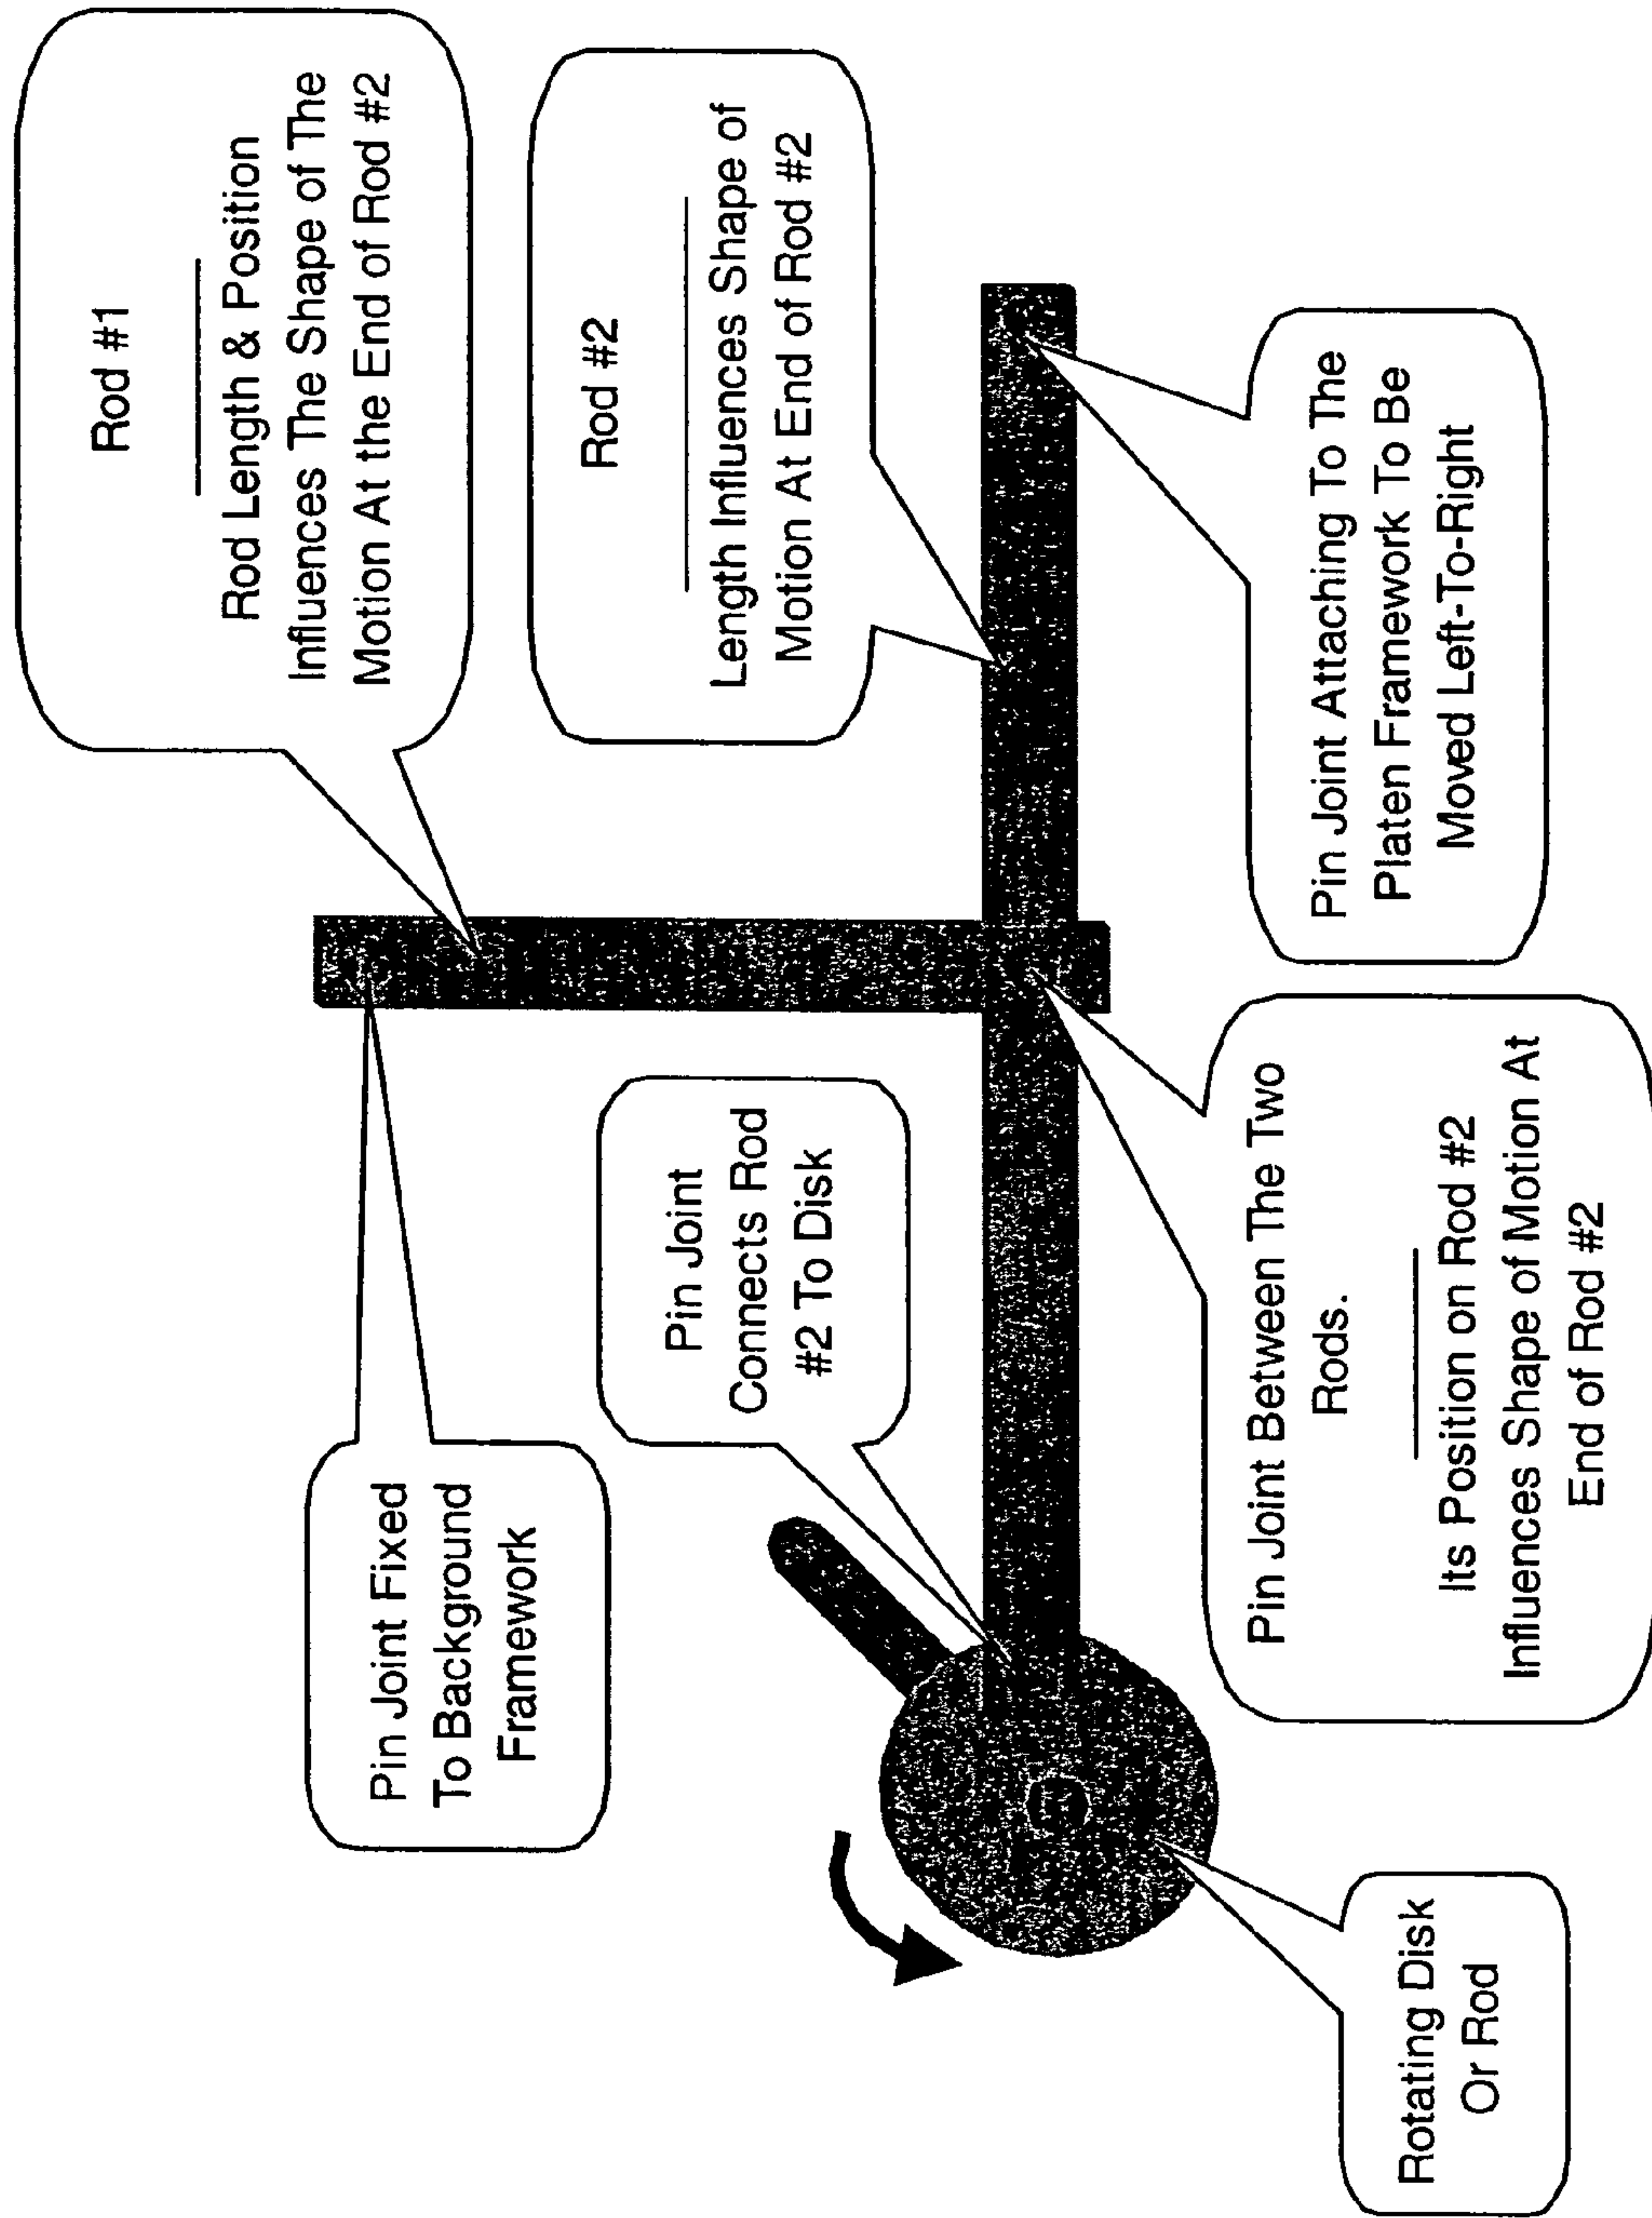 Rod #1
Rod Length & Position
Influences The Shape of The
Motion At the End of Rod #2
Rod #2
Length Influences Shape of
Motion At End of Rod #2
Pin Joint Fixed
To Background
Framework
Pin Joint
Connects Rod
#2 To Disk
Rotating Disk
Or Rod
Pin Joint Between The Two
Rods.
Its Position on Rod #2
Influences Shape of Motion At
End of Rod #2
Pin Joint Attaching To The
Platen Framework To Be
Moved Left-To-Right